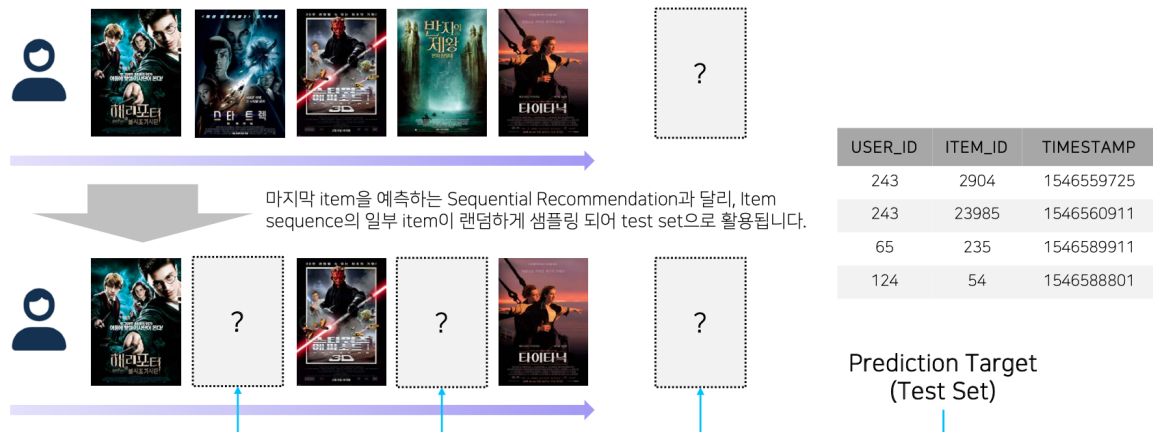 해리포터
스타트렉
3D
반지의
제왕
타이타닉
?
USER_ID ITEM_ID TIMESTAMP
243 2904 1546559725
243 23985 1546560911
65 235 1546589911
124 54 1546588801
마지막 item을 예측하는 Sequential Recommendation과 달리, Item
sequence의 일부 item이 랜덤하게 샘플링 되어 test set으로 활용됩니다.
해리포터
?
3D
?
타이타닉
?
Prediction Target
(Test Set)